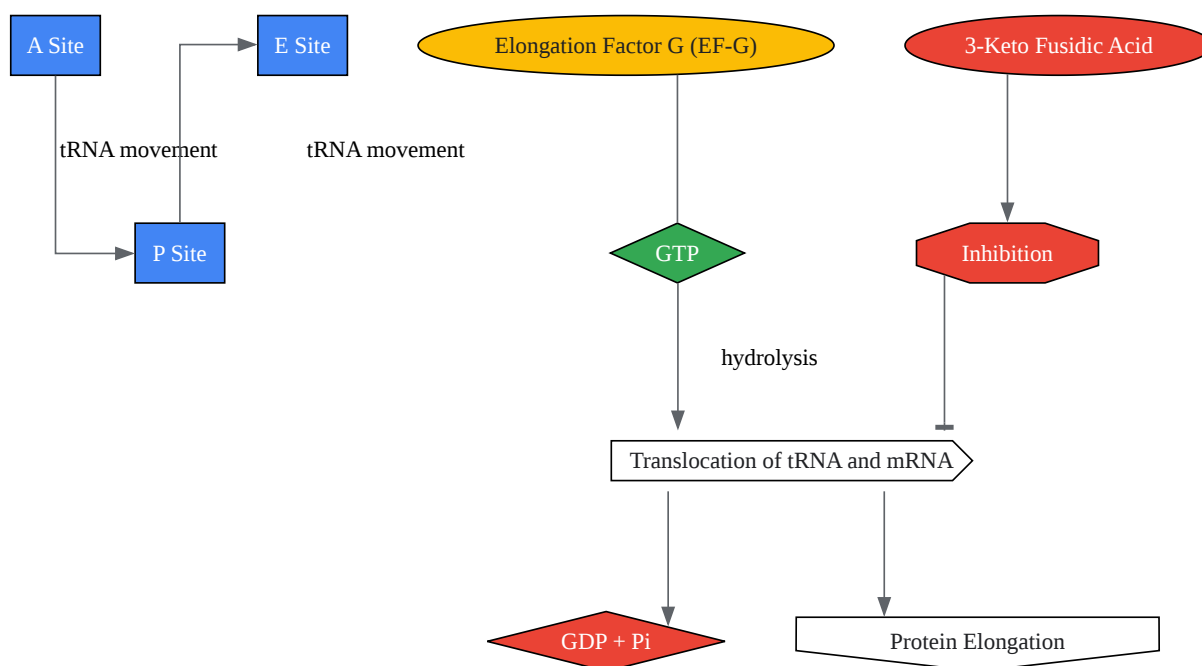 A Site
E Site
Elongation Factor G (EF-G)
3-Keto Fusidic Acid
tRNA movement
tRNA movement
P Site
GTP
Inhibition
hydrolysis
Translocation of tRNA and mRNA
GDP + Pi
Protein Elongation